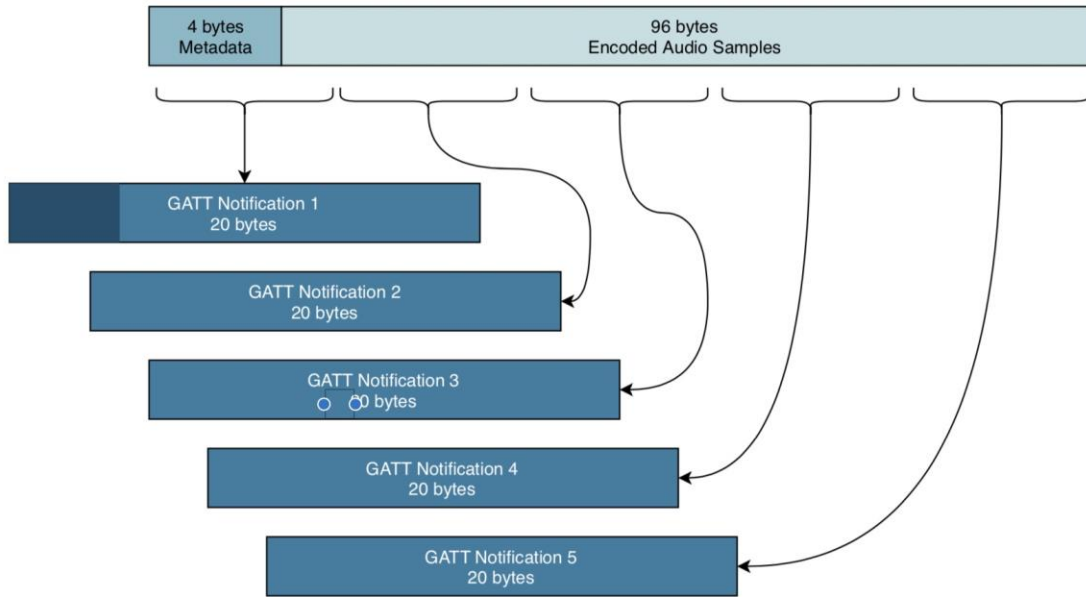 4 bytes
Metadata
96 bytes
Encoded Audio Samples
GATT Notification 1
20 bytes
GATT Notification 2
20 bytes
GATT Notification 3
bytes
GATT Notification 4
20 bytes
GATT Notification 5
20 bytes